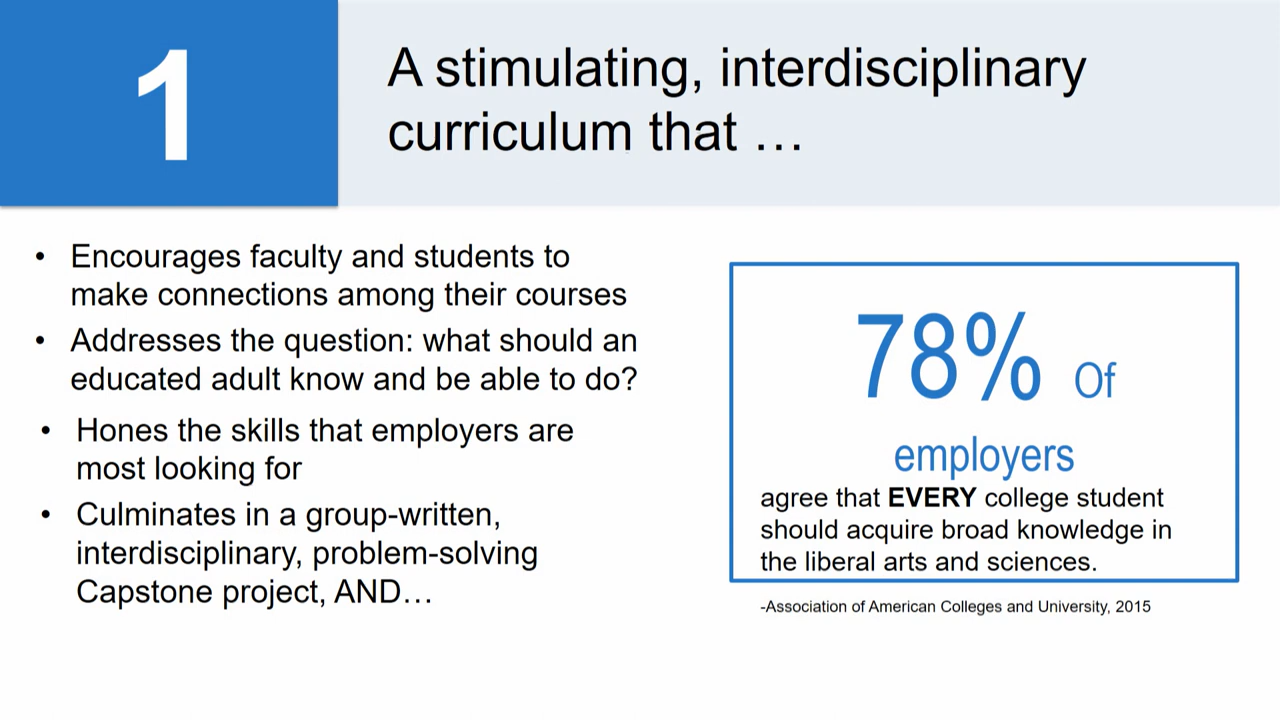 1
A stimulating, interdisciplinary
curriculum that …
• Encourages faculty and students to
make connections among their courses
• Addresses the question: what should an
educated adult know and be able to do?
• Hones the skills that employers are
most looking for
• Culminates in a group-written,
interdisciplinary, problem-solving
Capstone project, AND…
78% Of
employers
agree that EVERY college student
should acquire broad knowledge in
the liberal arts and sciences.
-Association of American Colleges and University, 2015